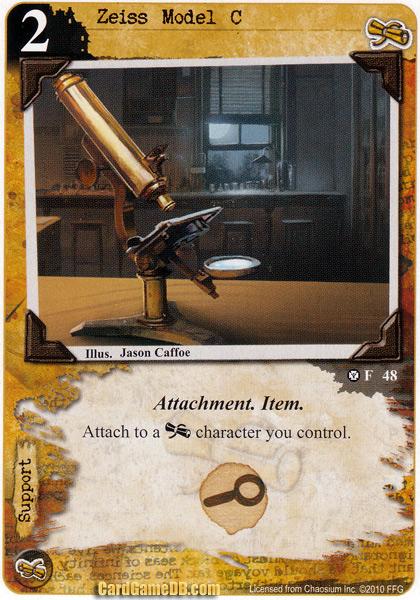 2
Zeiss Model C
Illus. Jason Caffoe
F 48
Attachment. Item.
Attach to a character you control.
Support
CardGameDB.com
Licensed from Chaosium Inc. ©2010 FFG